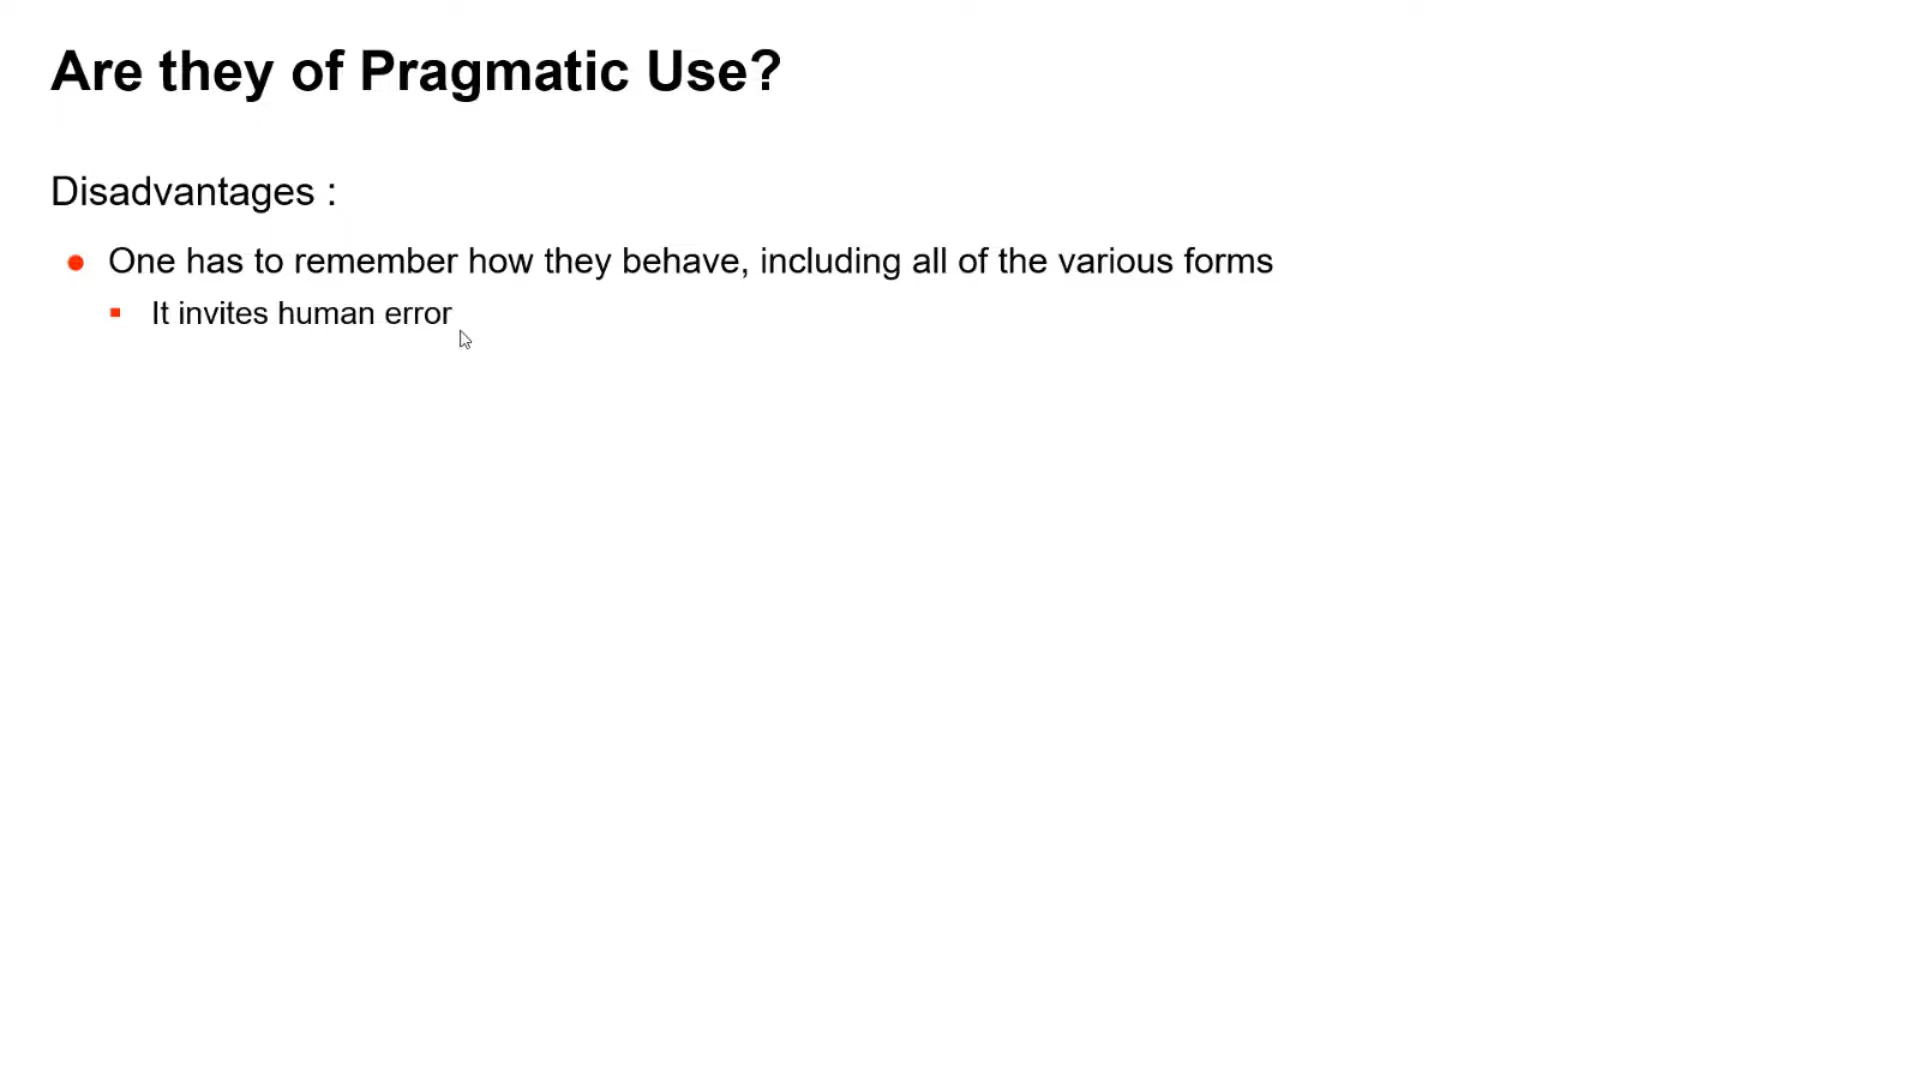 Are they of Pragmatic Use?
Disadvantages :
One has to remember how they behave, including all of the various forms
It invites human error